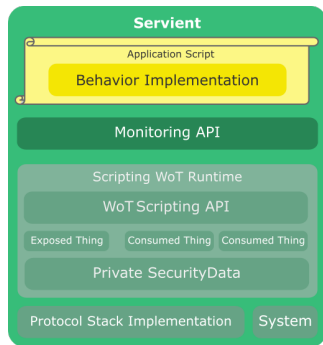 Servient
Application Script
Behavior Implementation
Monitoring API
Scripting WoT Runtime
WoT Scripting API
Exposed Thing Consumed Thing Consumed Thing
Private SecurityData
Protocol Stack Implementation System